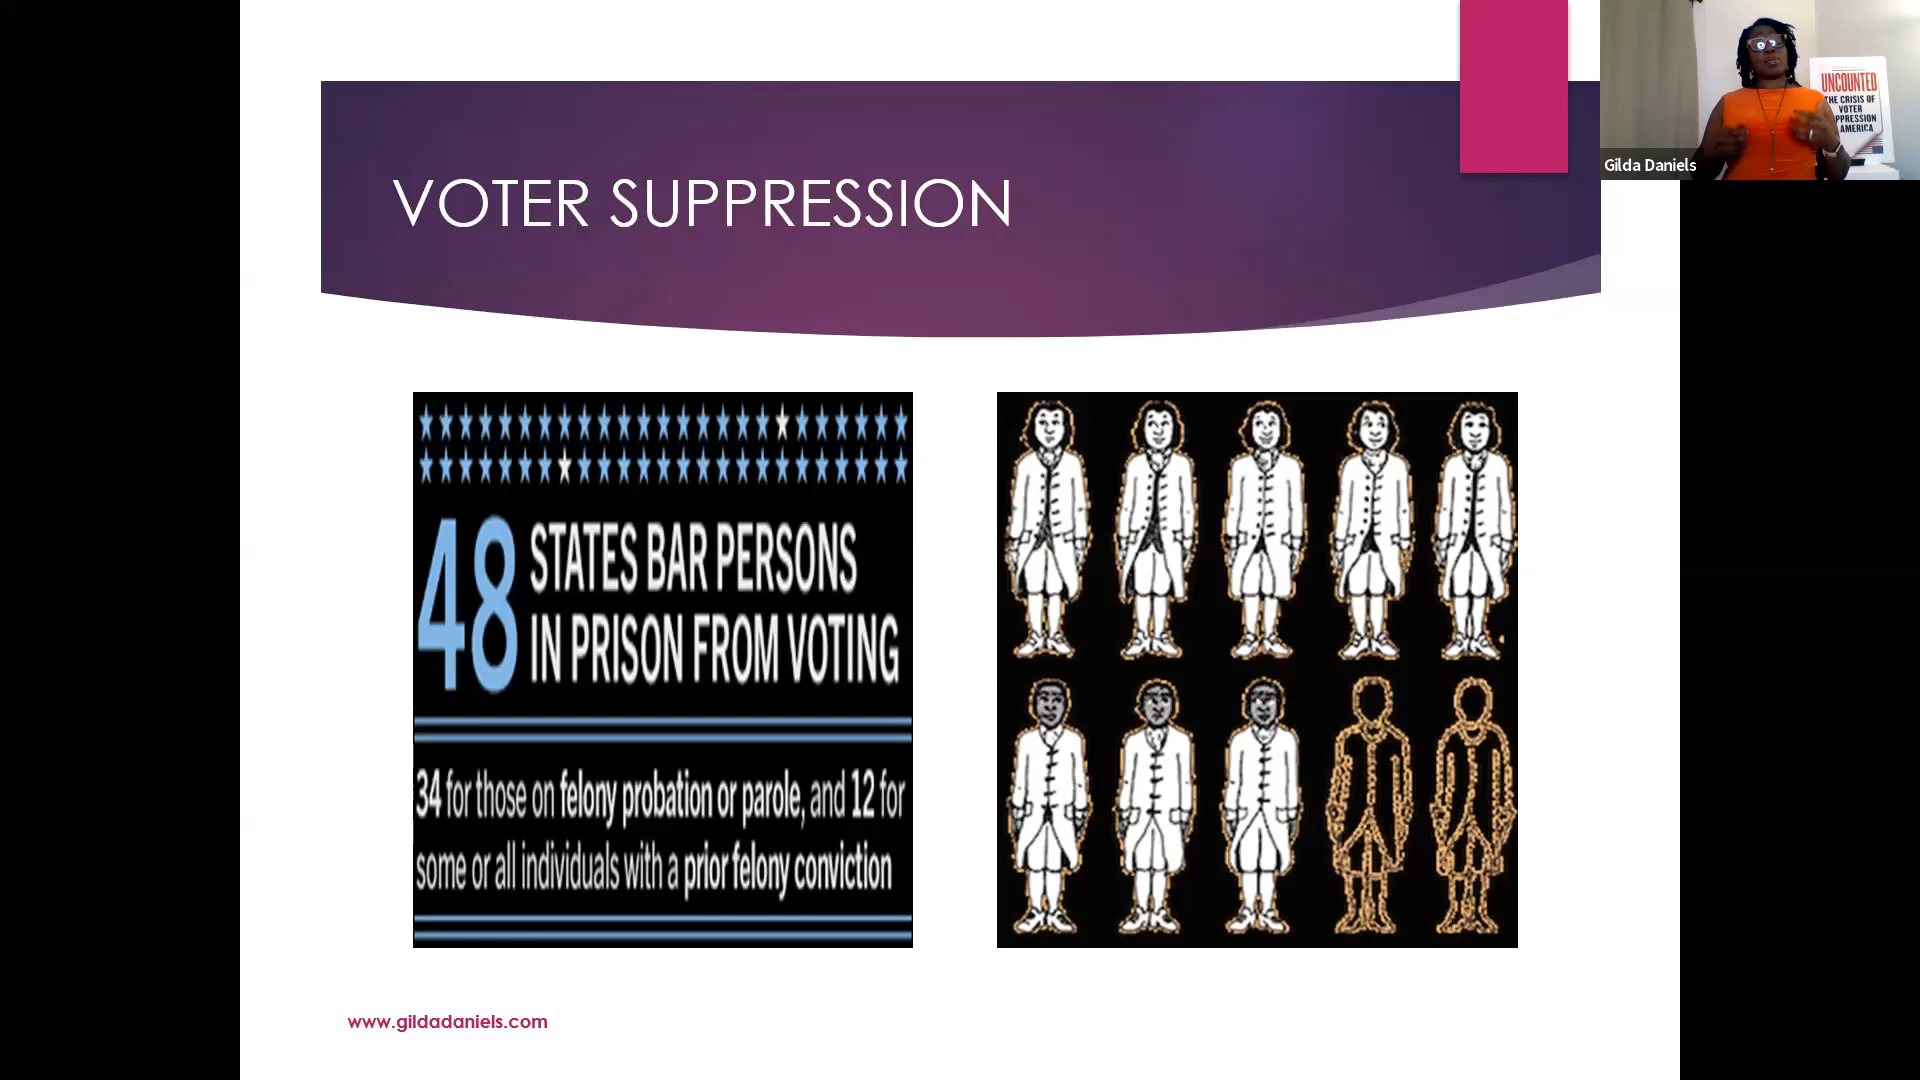 VOTER SUPPRESSION
48 STATES BAR PERSONS
IN PRISON FROM VOTING
34 for those on felony probation or parole, and 12 for
some or all individuals with a prior felony conviction
www.gildadaniels.com
Gilda Daniels
UNCOUNTED
THE CRISIS OF
VOTER
PPRESSION
AMERICA